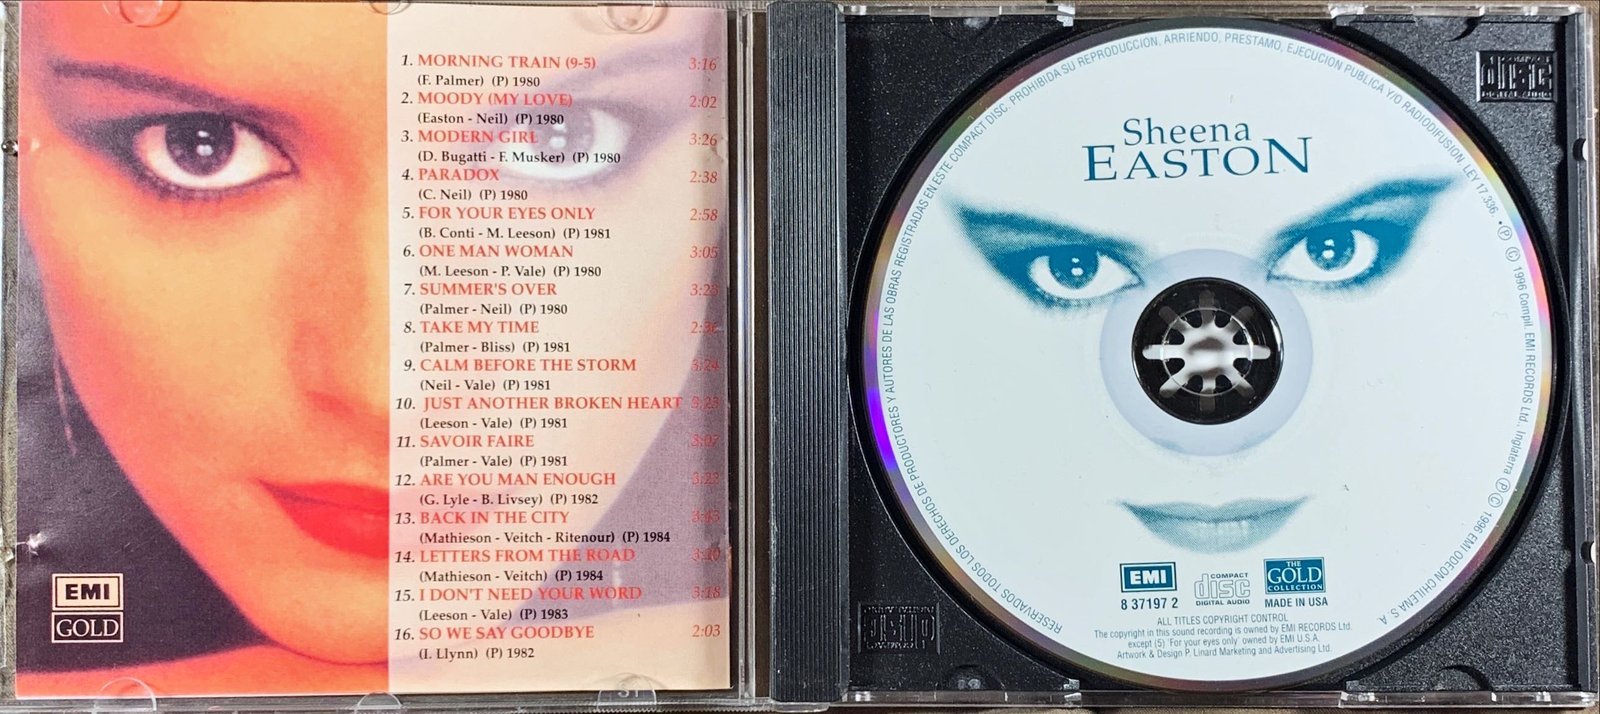 1. MORNING TRAIN (9-5) 3:16
(F. Palmer) (P) 1980
2. MOODY (MY LOVE) 2:02
(Easton - Neil) (P) 1980
3. MODERN GIRL 3:26
(D. Bugatti - F. Musker) (P) 1980
4. PARADOX 2:38
(C. Neil) (P) 1980
5. FOR YOUR EYES ONLY 2:58
(B. Conti - M. Leeson) (P) 1981
6. ONE MAN WOMAN 3:05
(M. Leeson - P. Vale) (P) 1980
7. SUMMER'S OVER
(Palmer - Neil) (P) 1980
8. TAKE MY TIME
(Palmer - Bliss) (P) 1981
9. CALM BEFORE THE STORM 3:24
(Neil - Vale) (P) 1981
10. JUST ANOTHER BROKEN HEART 3:23
(Leeson - Vale) (P) 1981
11. SAVOIR FAIRE 3:07
(Palmer - Vale) (P) 1981
12. ARE YOU MAN ENOUGH
(G. Lyle - B. Livsey) (P) 1982
13. BACK IN THE CITY
(Mathieson - Veitch - Ritenour) (P) 1984
14. LETTERS FROM THE ROAD
(Mathieson - Veitch) (P) 1984
15. I DON'T NEED YOUR WORD 3:18
(Leeson - Vale) (P) 1983
16. SO WE SAY GOODBYE 2:03
(I. Llynn) (P) 1982
EMI
GOLD
RESERVADOS TODOS LOS DERECHOS DE PRODUCTORES Y AUTORES DE LAS OBRAS REGISTRADAS EN ESTE COMPACT DISC. PROHIBIDA SU REPRODUCCION, ARRIENDO, PRESTAMO, EJECUCION PUBLICA Y/O RADIODIFUSION LEY 17.336. • ℗ © 1996 Compil. EMI RECORDS Ltd. Inglaterra ℗ © 1996 EMI ODEON CHILENA S A
Sheena
EASTON
EMI
8 37197 2
COMPACT
disc
DIGITAL AUDIO
THE
GOLD
COLLECTION
MADE IN USA
ALL TITLES COPYRIGHT CONTROL
The copyright in this sound recording is owned by EMI RECORDS Ltd.
except (5) 'For your eyes only' owned by EMI U.S.A.
Artwork & Design P. Linard Marketing and Advertising Ltd.
COMPACT
disc
DIGITAL AUDIO